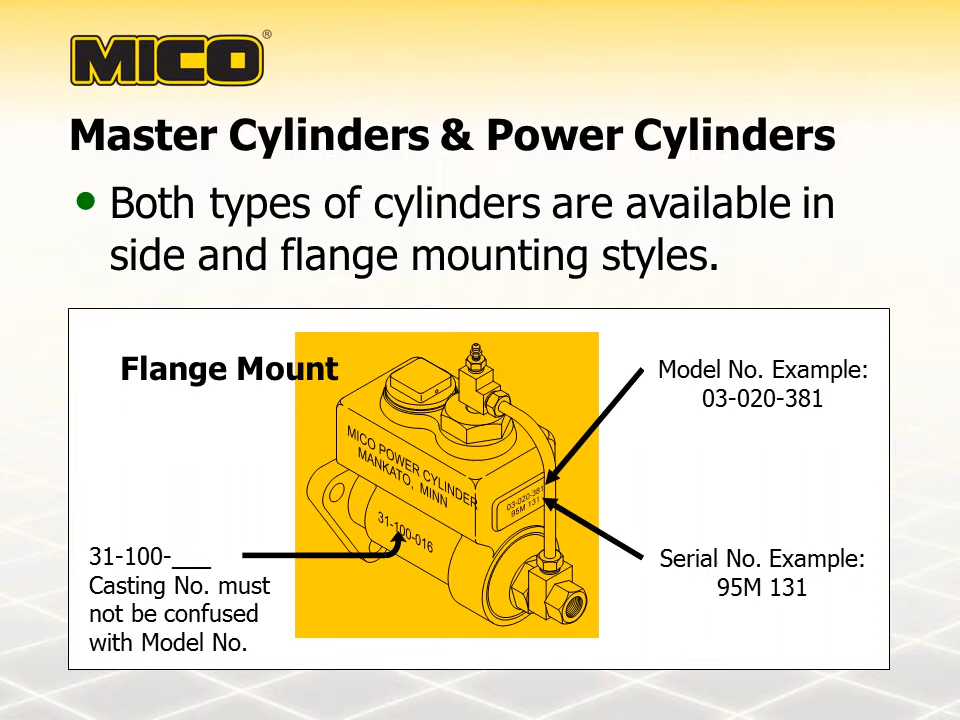 MICO®
Master Cylinders & Power Cylinders
• Both types of cylinders are available in
side and flange mounting styles.
Flange Mount
Model No. Example:
03-020-381
MICO POWER CYLINDER
MANKATO, MINN
03-020-381
95M 131
31-100-016
31-100-___
Casting No. must
not be confused
with Model No.
Serial No. Example:
95M 131